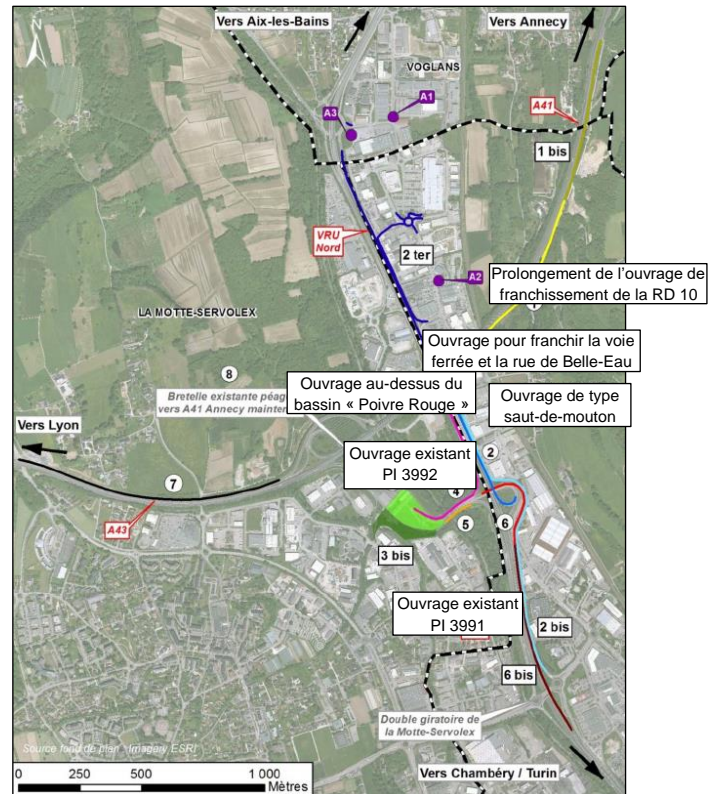 Vers Aix-les-Bains
Vers Annecy
VOGLANS
A1
A3
A41
1 bis
VRU
Nord
2 ter
A2
Prolongement de l'ouvrage de
franchissement de la RD 10
LA MOTTE-SERVOLEX
Ouvrage pour franchir la voie
ferrée et la rue de Belle-Eau
8
Bretelle existante péag
vers A41 Annecy mainten
Ouvrage au-dessus du
bassin « Poivre Rouge »
Ouvrage de type
saut-de-mouton
Vers Lyon
Ouvrage existant
PI 3992
2
7
4
A43
5
6
3 bis
Ouvrage existant
PI 3991
2 bis
6 bis
Double giratoire de
la Motte-Servolex
Source fond de plan : Imagery ESRI
Vers Chambéry / Turin
0 250 500 1 000
Mètres